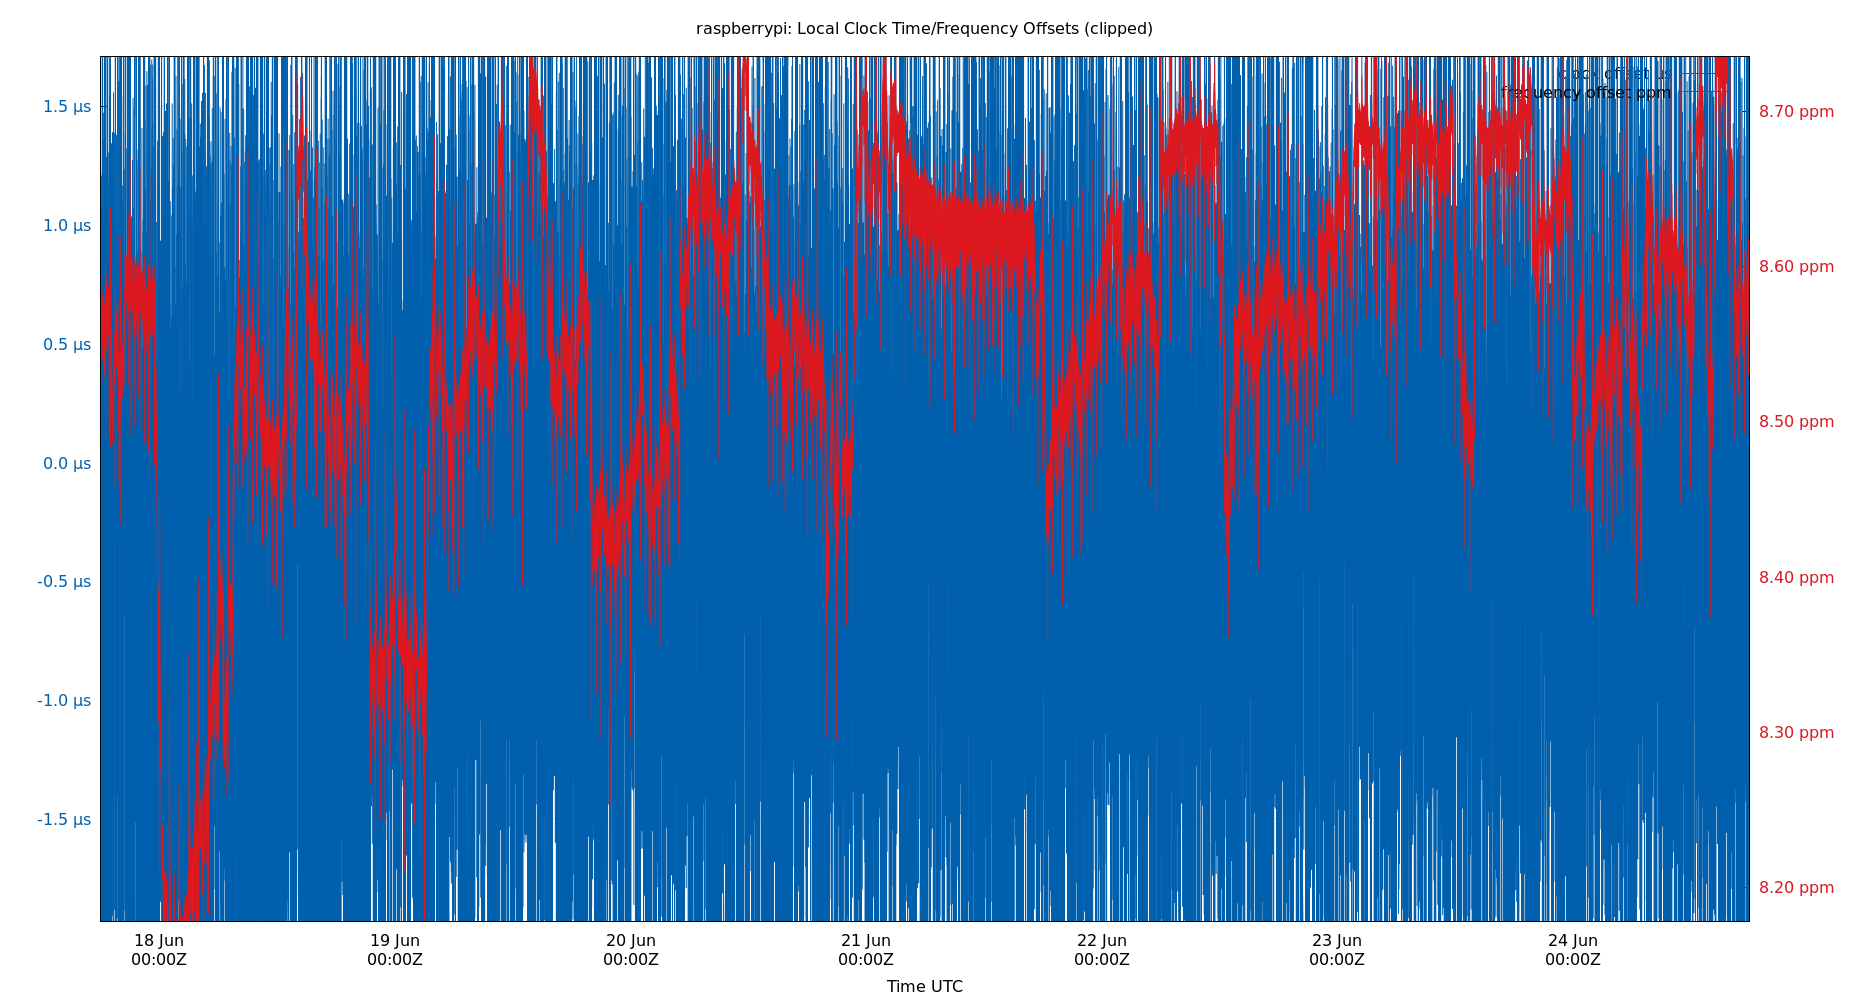 raspberrypi: Local Clock Time/Frequency Offsets (clipped)
clock offset us
frequency offset ppm
1.5 µs
1.0 µs
0.5 µs
0.0 µs
-0.5 µs
-1.0 µs
-1.5 µs
8.70 ppm
8.60 ppm
8.50 ppm
8.40 ppm
8.30 ppm
8.20 ppm
18 Jun
00:00Z
19 Jun
00:00Z
20 Jun
00:00Z
21 Jun
00:00Z
22 Jun
00:00Z
23 Jun
00:00Z
24 Jun
00:00Z
Time UTC